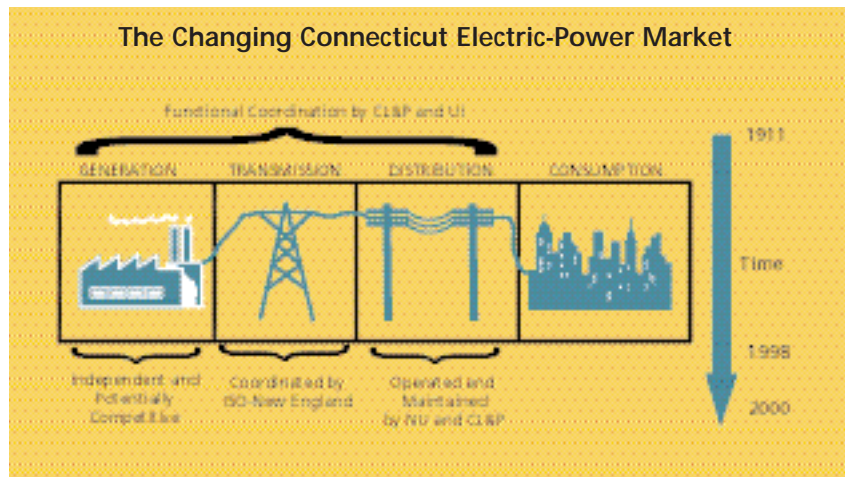 The Changing Connecticut Electric-Power Market
Functional Coordination by CL&P and UI
GENERATION
TRANSMISSION
DISTRIBUTION
CONSUMPTION
1911
Time
1998
2000
Independent and
Potentially
Competitive
Coordinated by
ISO-New England
Operated and
Maintained
by NU and CL&P